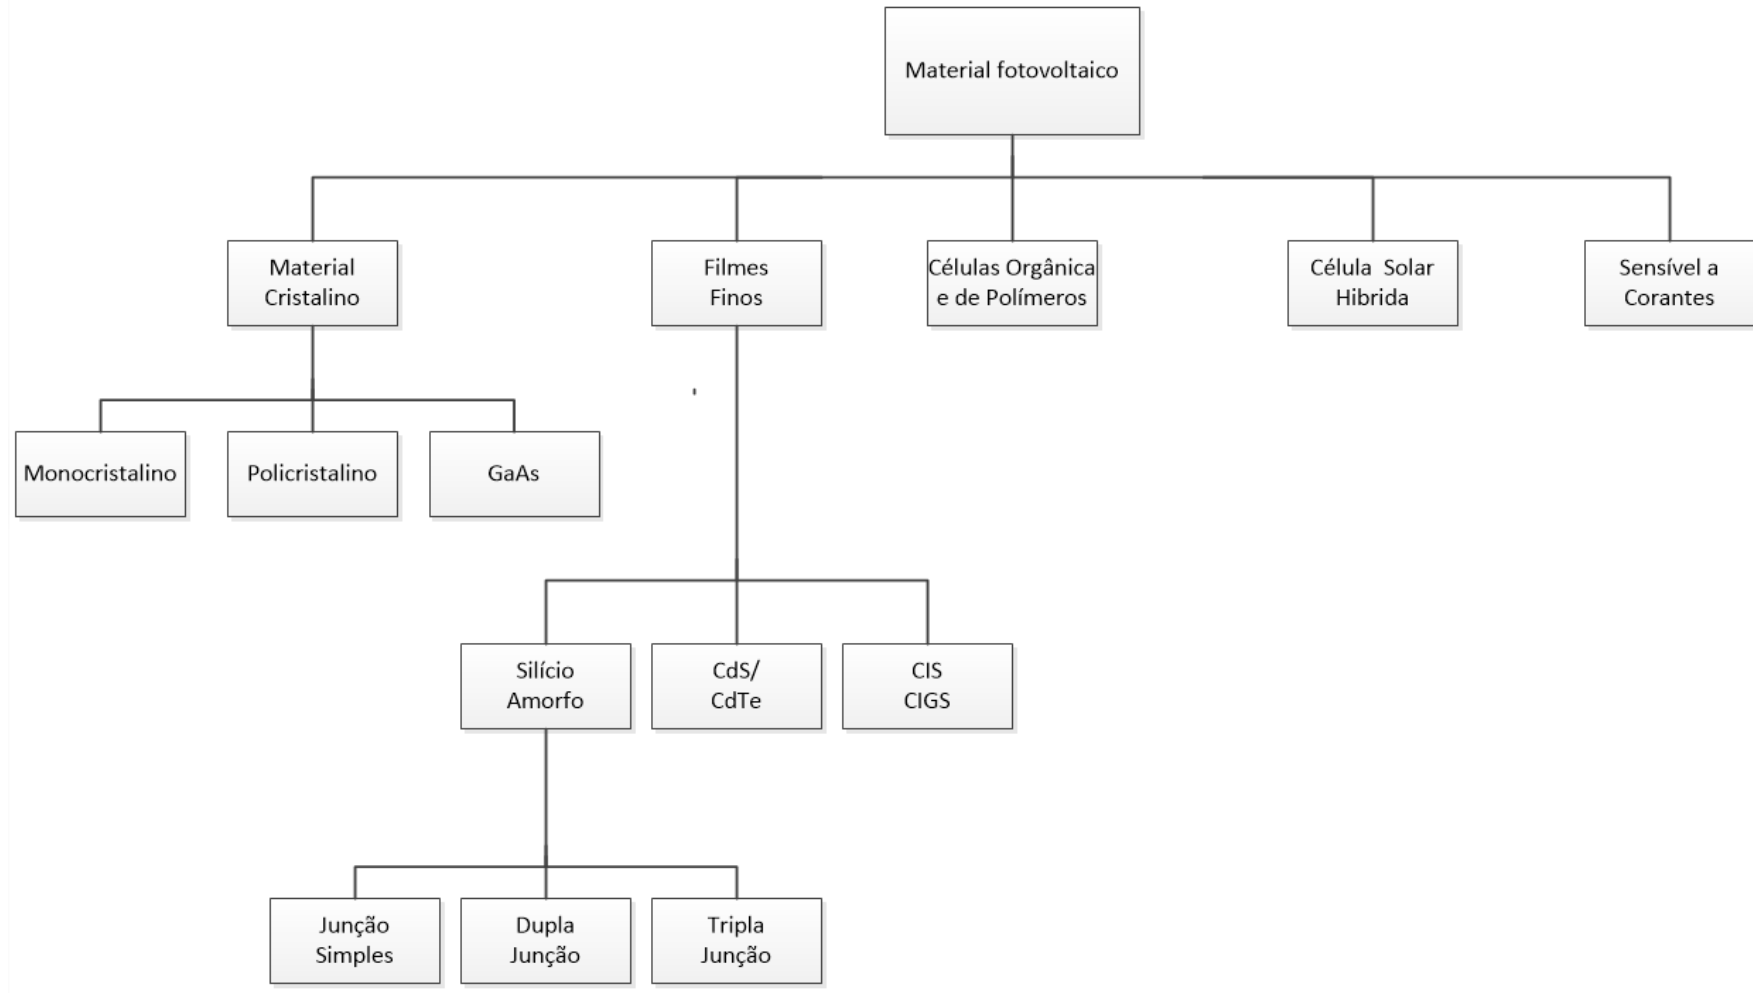 Material fotovoltaico
Material
Cristalino
Filmes
Finos
Células Orgânica
e de Polímeros
Célula  Solar
Hibrida
Sensível a
Corantes
Monocristalino
Policristalino
GaAs
Silício
Amorfo
CdS/
CdTe
CIS
CIGS
Junção
Simples
Dupla
Junção
Tripla
Junção